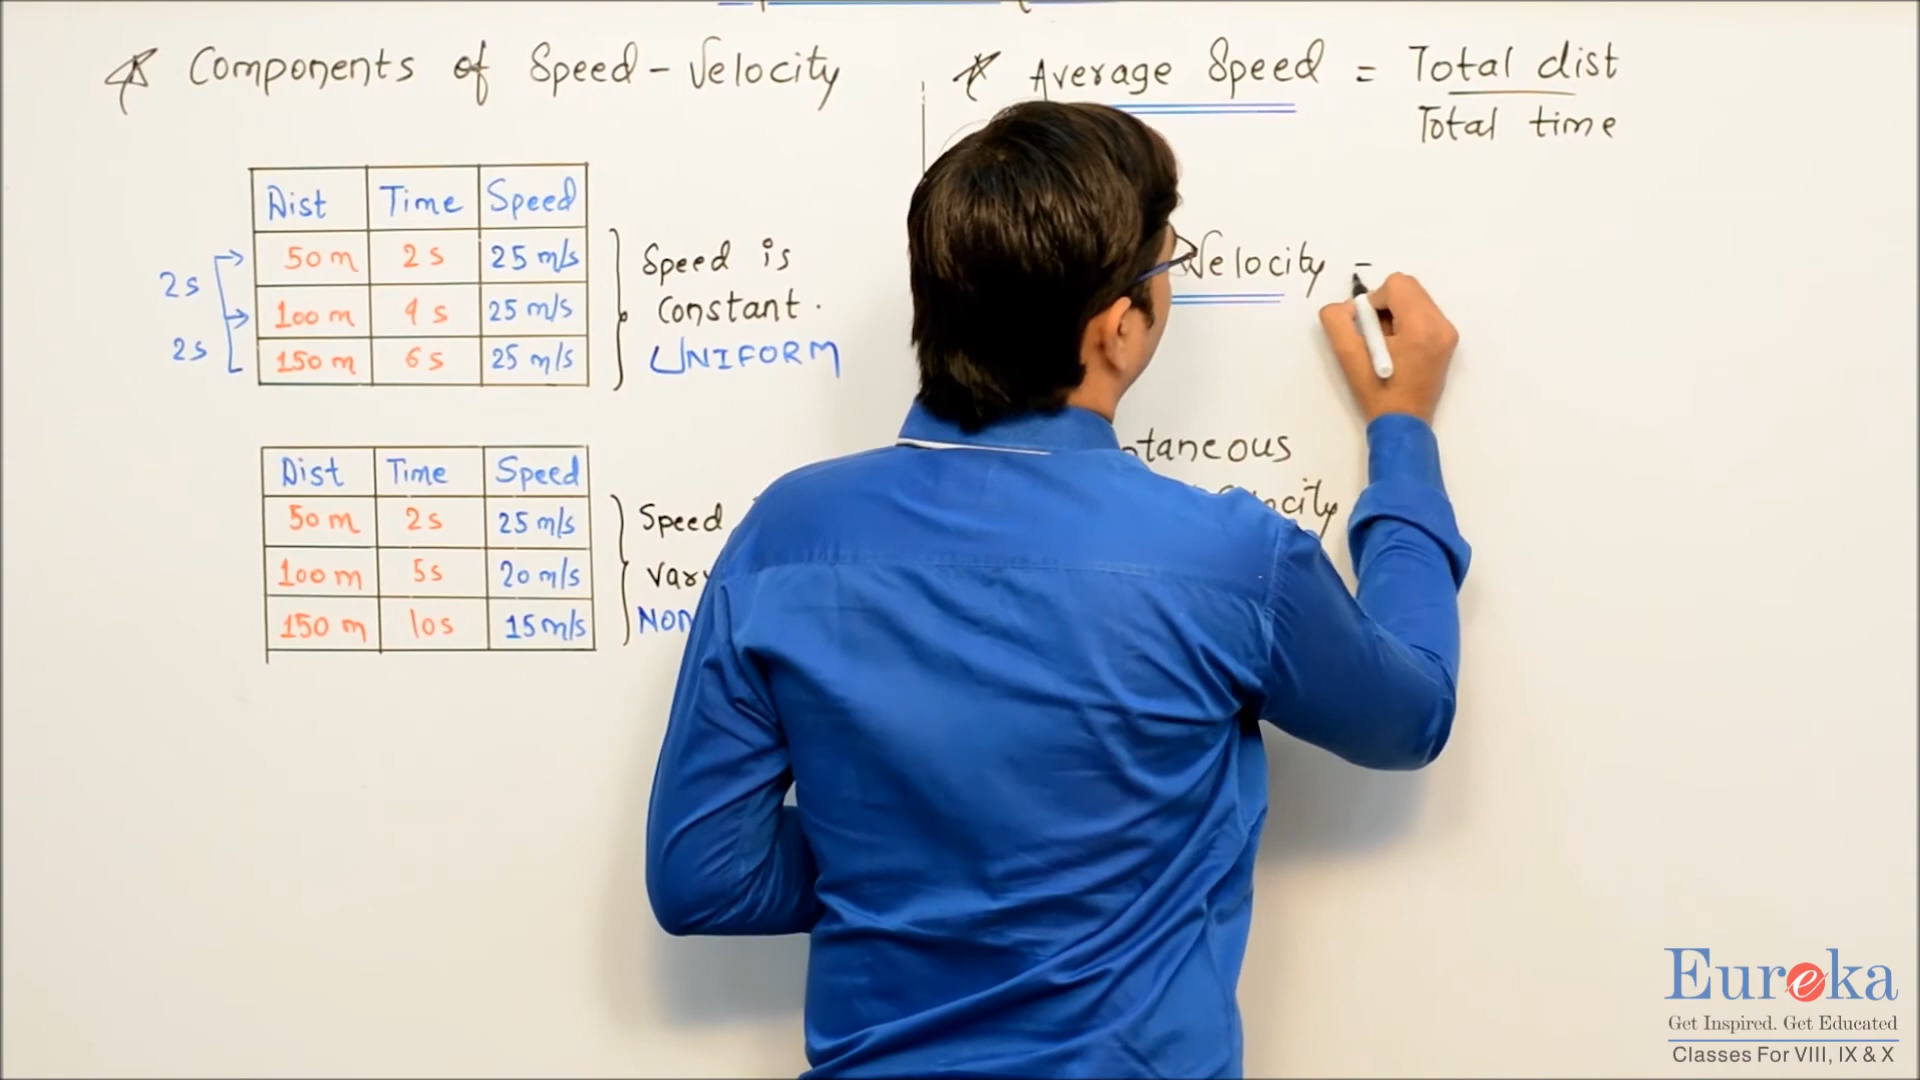 Components of Speed - Velocity
Dist Time Speed
50 m 2 s 25 m/s
100 m 4 s 25 m/s
150 m 6 s 25 m/s
2s
2s
Speed is
Constant.
UNIFORM
Dist Time Speed
50 m 2s 25 m/s
100 m 5s 20 m/s
150 m 10s 15 m/s
Speed
Average Speed = Total dist
Total time
Velocity
Eureka
Get Inspired. Get Educated
Classes For VIII, IX & X